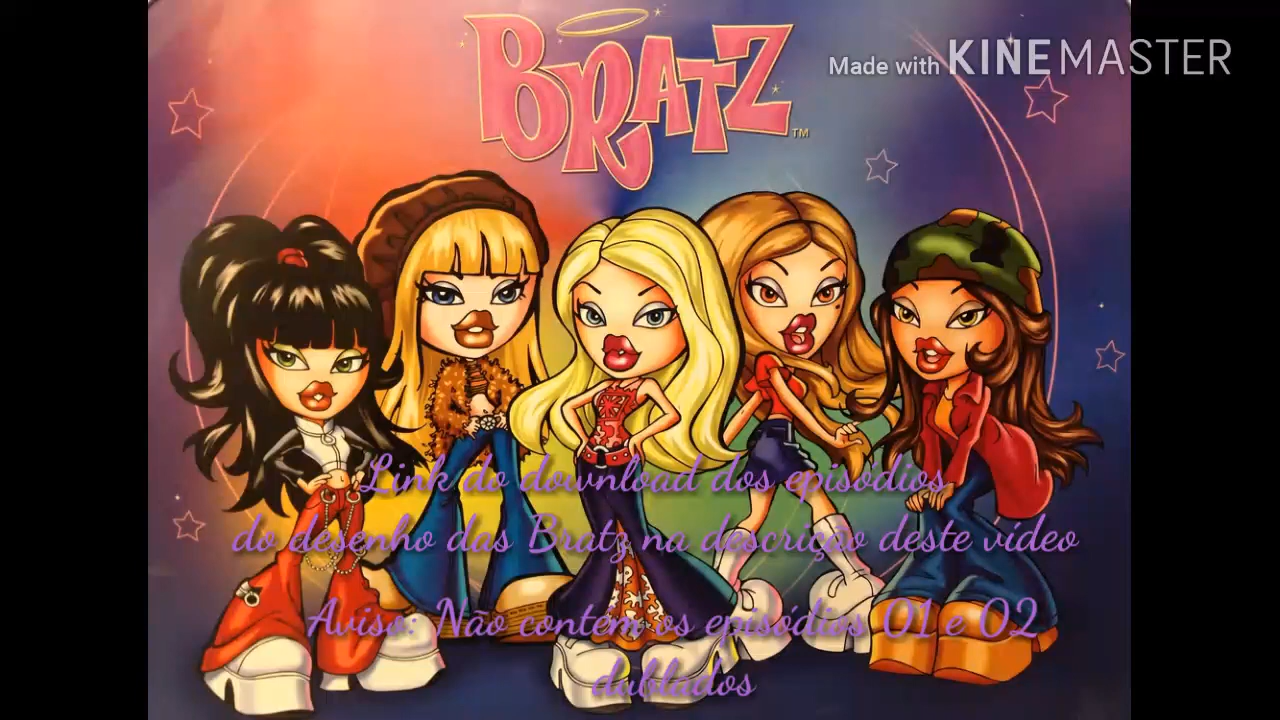 BRATZ
TM
Made with KINEMASTER
Link do download dos episódios
do desenho das Bratz na descrição deste vídeo
Aviso: Não contém os episódios 01 e 02
dublados